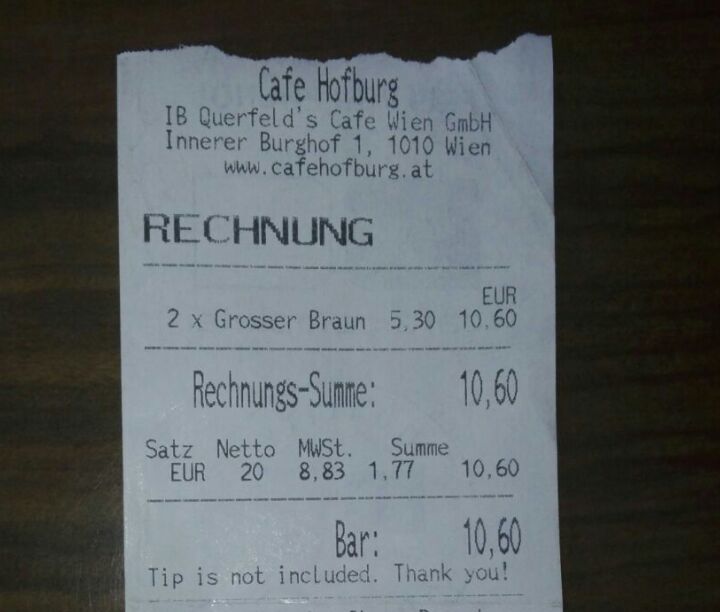 Cafe Hofburg
IB Querfeld's Cafe Wien GmbH
Innerer Burghof 1, 1010 Wien
www.cafehofburg.at
RECHNUNG
EUR
2 x Grosser Braun 5,30 10,60
Rechnungs-Summe: 10,60
Satz Netto MWSt. Summe
EUR 20 8,83 1,77 10,60
Bar: 10,60
Tip is not included. Thank you!